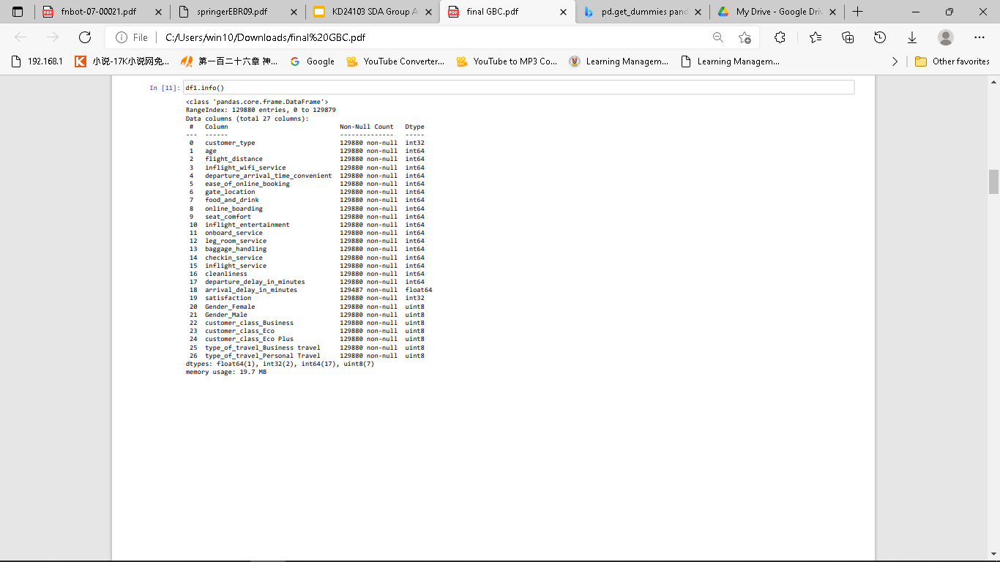 fnbot-07-00021.pdf
springerEBR09.pdf
KD24103 SDA Group A
final GBC.pdf
pd.get_dummies pand
My Drive - Google Driv
File
C:/Users/win10/Downloads/final%20GBC.pdf
192.168.1
小说-17K小说网免...
第一百二十六章 神...
Google
YouTube Converter...
YouTube to MP3 Co...
Learning Managem...
Learning Managem...
Other favorites
In [11]: df1.info()
<class 'pandas.core.frame.DataFrame'>
RangeIndex: 129880 entries, 0 to 129879
Data columns (total 27 columns):
# Column Non-Null Count Dtype
--- ------ -------------- -----
0 customer_type 129880 non-null int32
1 age 129880 non-null int64
2 flight_distance 129880 non-null int64
3 inflight_wifi_service 129880 non-null int64
4 departure_arrival_time_convenient 129880 non-null int64
5 ease_of_online_booking 129880 non-null int64
6 gate_location 129880 non-null int64
7 food_and_drink 129880 non-null int64
8 online_boarding 129880 non-null int64
9 seat_comfort 129880 non-null int64
10 inflight_entertainment 129880 non-null int64
11 onboard_service 129880 non-null int64
12 leg_room_service 129880 non-null int64
13 baggage_handling 129880 non-null int64
14 checkin_service 129880 non-null int64
15 inflight_service 129880 non-null int64
16 cleanliness 129880 non-null int64
17 departure_delay_in_minutes 129880 non-null int64
18 arrival_delay_in_minutes 129487 non-null float64
19 satisfaction 129880 non-null int32
20 Gender_Female 129880 non-null uint8
21 Gender_Male 129880 non-null uint8
22 customer_class_Business 129880 non-null uint8
23 customer_class_Eco 129880 non-null uint8
24 customer_class_Eco Plus 129880 non-null uint8
25 type_of_travel_Business travel 129880 non-null uint8
26 type_of_travel_Personal Travel 129880 non-null uint8
dtypes: float64(1), int32(2), int64(17), uint8(7)
memory usage: 19.7 MB